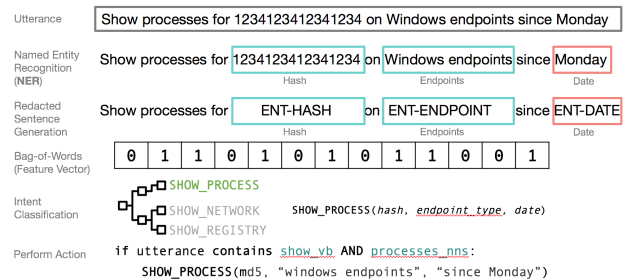 Utterance
Show processes for 1234123412341234 on Windows endpoints since Monday
Named Entity
Recognition
(NER)
Show processes for 1234123412341234 on Windows endpoints since Monday
Hash Endpoints Date
Redacted
Sentence
Generation
Show processes for ENT-HASH on ENT-ENDPOINT since ENT-DATE
Hash Endpoints Date
Bag-of-Words
(Feature Vector)
0 1 1 0 1 0 1 0 1 1 0 0 1
Intent
Classification
SHOW_PROCESS
SHOW_NETWORK
SHOW_REGISTRY
SHOW_PROCESS(hash, endpoint_type, date)
Perform Action
if utterance contains show_vb AND processes_nns:
SHOW_PROCESS(md5, “windows endpoints”, “since Monday”)